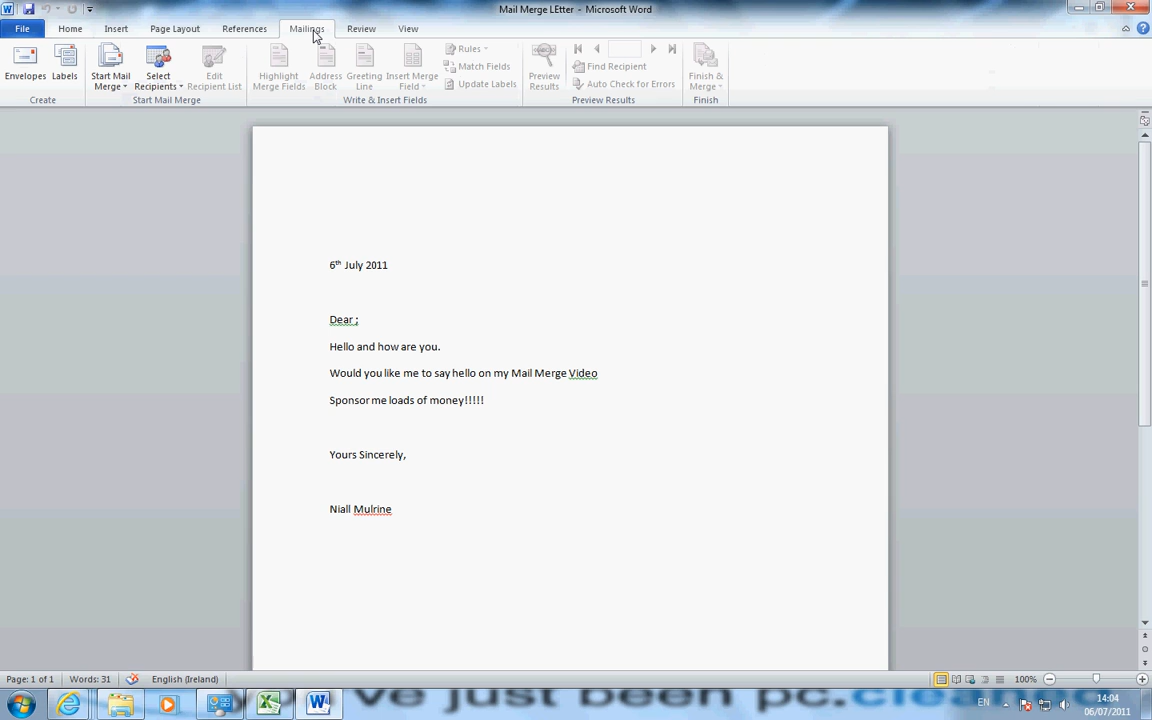 Mail Merge LEtter - Microsoft Word
File Home Insert Page Layout References Mailings Review View
Envelopes Labels Start Mail Merge Select Recipients Edit Recipient List Highlight Merge Fields Address Block Greeting Line Insert Merge Field Rules Match Fields Update Labels Preview Results Find Recipient Auto Check for Errors Finish & Merge
Create Start Mail Merge Write & Insert Fields Preview Results Finish
6th July 2011
Dear ;
Hello and how are you.
Would you like me to say hello on my Mail Merge Video
Sponsor me loads of money!!!!!
Yours Sincerely,
Niall Mulrine
Page: 1 of 1 Words: 31 English (Ireland) 100%
've just been pc.
EN 14:04
06/07/2011